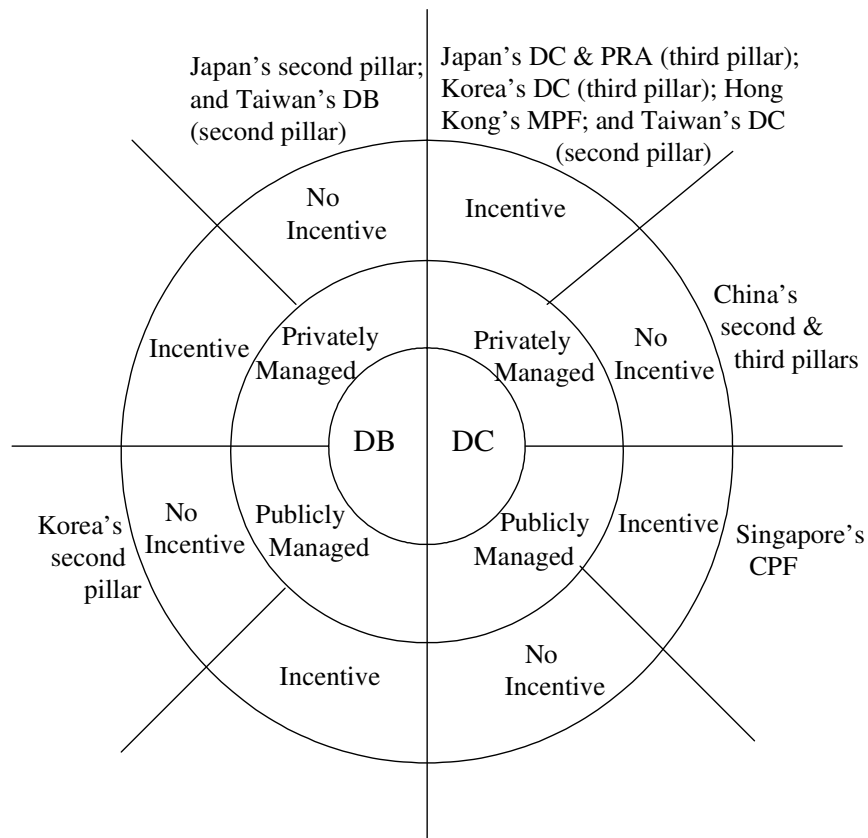 Japan’s second pillar;
and Taiwan’s DB
(second pillar)
Japan’s DC & PRA (third pillar);
Korea’s DC (third pillar); Hong
Kong’s MPF; and Taiwan’s DC
(second pillar)
No
Incentive
Incentive
Incentive
Privately
Managed
Privately
Managed
No
Incentive
China’s
second &
third pillars
DB
DC
Korea’s
second
pillar
No
Incentive
Publicly
Managed
Publicly
Managed
Incentive
Singapore’s
CPF
Incentive
No
Incentive